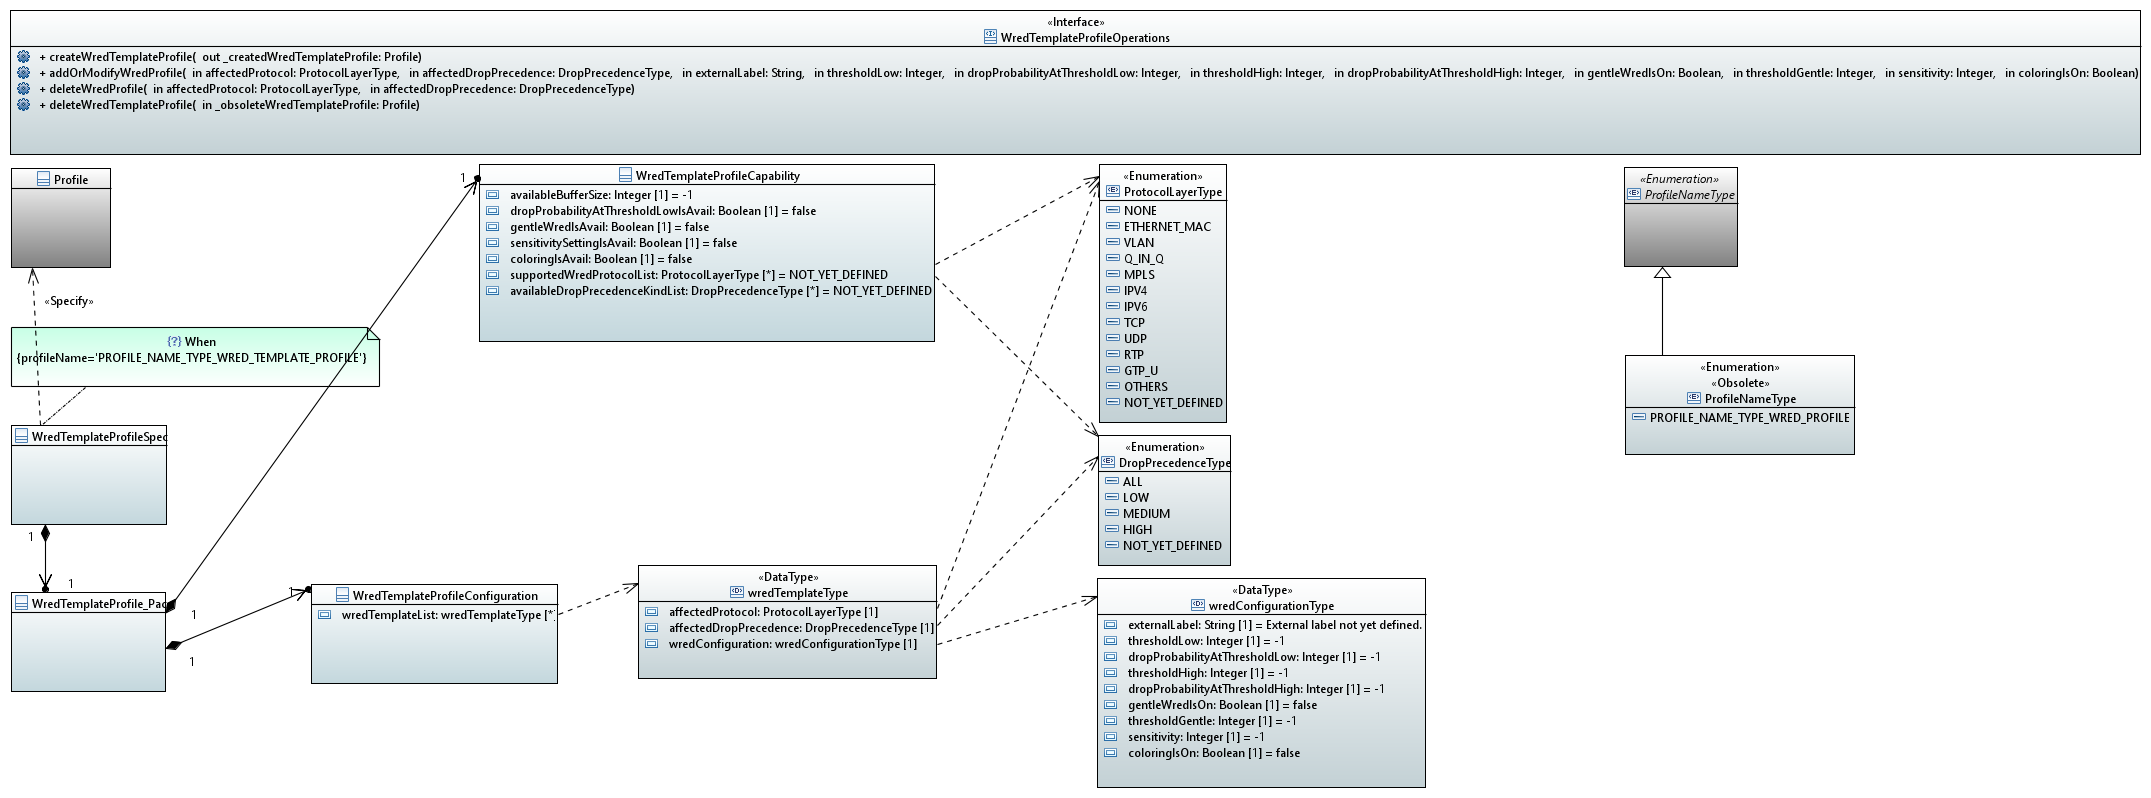 «Interface»
WredTemplateProfileOperations
+ createWredTemplateProfile( out _createdWredTemplateProfile: Profile)
+ addOrModifyWredProfile( in affectedProtocol: ProtocolLayerType, in affectedDropPrecedence: DropPrecedenceType, in externalLabel: String, in thresholdLow: Integer, in dropProbabilityAtThresholdLow: Integer, in thresholdHigh: Integer, in dropProbabilityAtThresholdHigh: Integer, in gentleWredIsOn: Boolean, in thresholdGentle: Integer, in sensitivity: Integer, in coloringIsOn: Boolean)
+ deleteWredProfile( in affectedProtocol: ProtocolLayerType, in affectedDropPrecedence: DropPrecedenceType)
+ deleteWredTemplateProfile( in _obsoleteWredTemplateProfile: Profile)
Profile
«Specify»
{?} When
{profileName='PROFILE_NAME_TYPE_WRED_TEMPLATE_PROFILE'}
WredTemplateProfileSpec
1
1
WredTemplateProfile_Pac
1
1
1
WredTemplateProfileCapability
availableBufferSize: Integer [1] = -1
dropProbabilityAtThresholdLowIsAvail: Boolean [1] = false
gentleWredIsAvail: Boolean [1] = false
sensitivitySettingIsAvail: Boolean [1] = false
coloringIsAvail: Boolean [1] = false
supportedWredProtocolList: ProtocolLayerType [*] = NOT_YET_DEFINED
availableDropPrecedenceKindList: DropPrecedenceType [*] = NOT_YET_DEFINED
1
WredTemplateProfileConfiguration
wredTemplateList: wredTemplateType [*]
«DataType»
<D> wredTemplateType
affectedProtocol: ProtocolLayerType [1]
affectedDropPrecedence: DropPrecedenceType [1]
wredConfiguration: wredConfigurationType [1]
«Enumeration»
<E> ProtocolLayerType
NONE
ETHERNET_MAC
VLAN
Q_IN_Q
MPLS
IPV4
IPV6
TCP
UDP
RTP
GTP_U
OTHERS
NOT_YET_DEFINED
«Enumeration»
<E> DropPrecedenceType
ALL
LOW
MEDIUM
HIGH
NOT_YET_DEFINED
«DataType»
<D> wredConfigurationType
externalLabel: String [1] = External label not yet defined.
thresholdLow: Integer [1] = -1
dropProbabilityAtThresholdLow: Integer [1] = -1
thresholdHigh: Integer [1] = -1
dropProbabilityAtThresholdHigh: Integer [1] = -1
gentleWredIsOn: Boolean [1] = false
thresholdGentle: Integer [1] = -1
sensitivity: Integer [1] = -1
coloringIsOn: Boolean [1] = false
«Enumeration»
<E> ProfileNameType
«Enumeration»
«Obsolete»
<E> ProfileNameType
PROFILE_NAME_TYPE_WRED_PROFILE